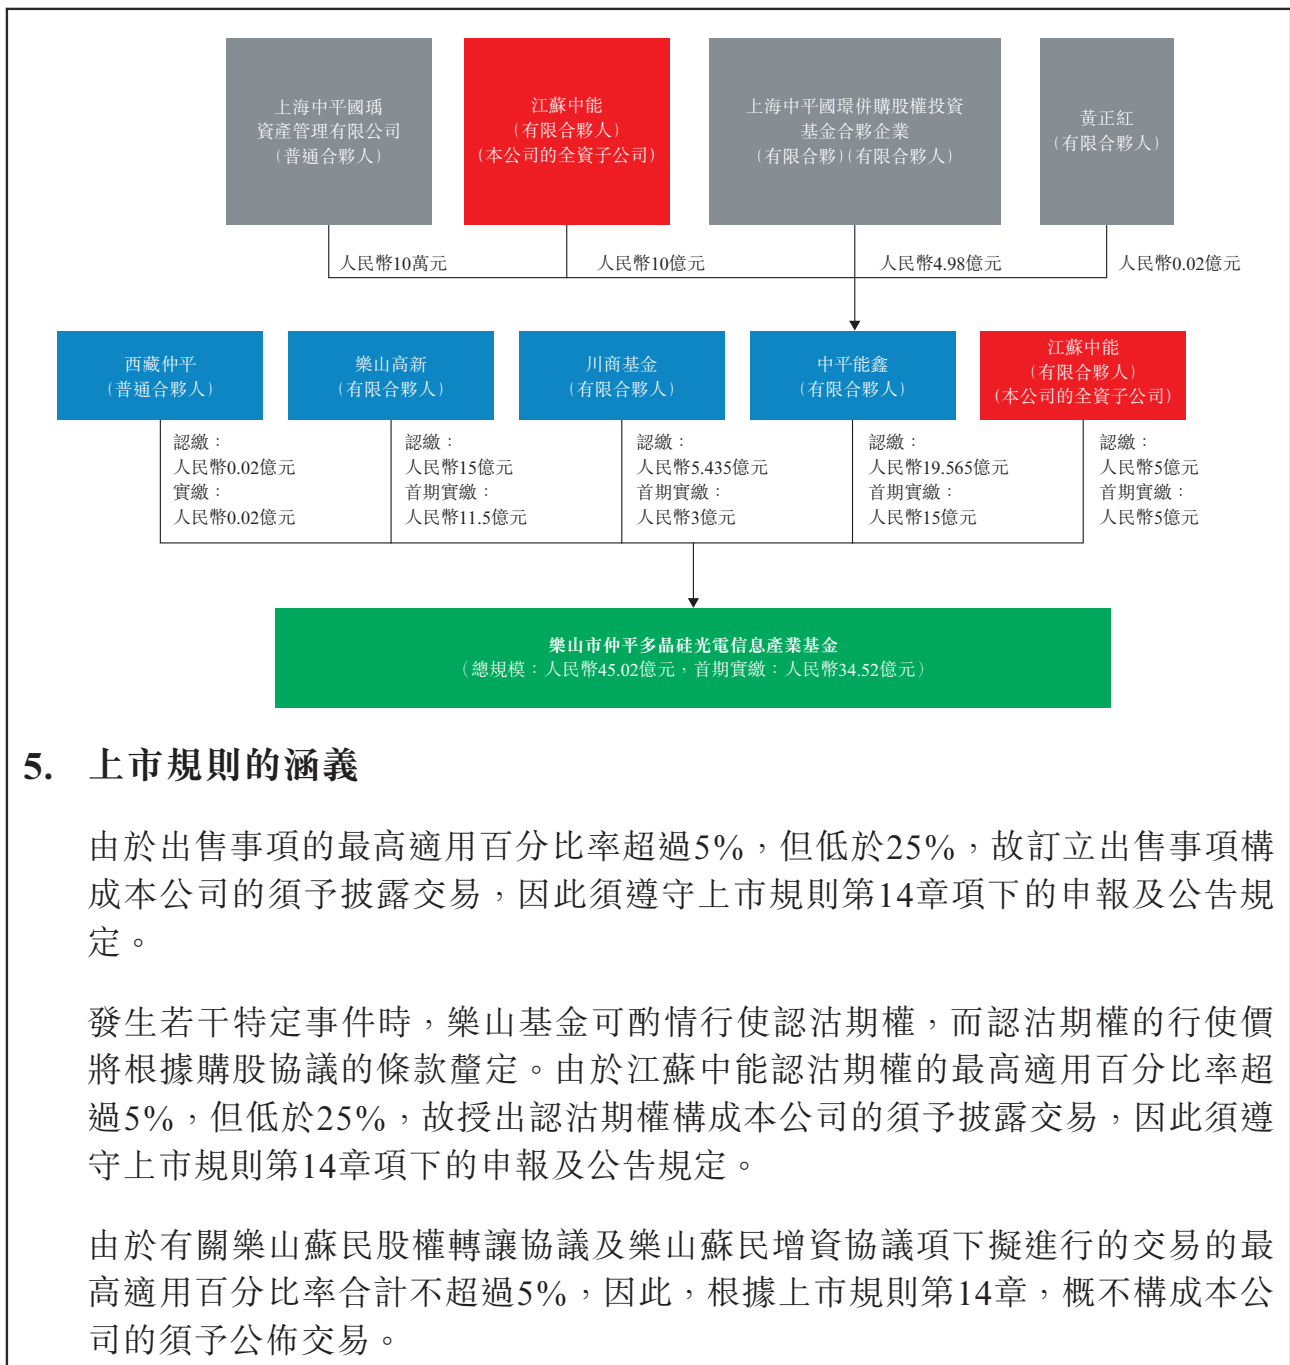 上海中平國瑀
資產管理有限公司
(普通合夥人)
江蘇中能
(有限合夥人)
(本公司的全資子公司)
上海中平國璟併購股權投資
基金合夥企業
(有限合夥)(有限合夥人)
黃正紅
(有限合夥人)
人民幣10萬元
人民幣10億元
人民幣4.98億元
人民幣0.02億元
西藏仲平
(普通合夥人)
樂山高新
(有限合夥人)
川商基金
(有限合夥人)
中平能鑫
(有限合夥人)
江蘇中能
(有限合夥人)
(本公司的全資子公司)
認繳：
人民幣0.02億元
實繳：
人民幣0.02億元
認繳：
人民幣15億元
首期實繳：
人民幣11.5億元
認繳：
人民幣5.435億元
首期實繳：
人民幣3億元
認繳：
人民幣19.565億元
首期實繳：
人民幣15億元
認繳：
人民幣5億元
首期實繳：
人民幣5億元
樂山市仲平多晶硅光電信息產業基金
(總規模：人民幣45.02億元，首期實繳：人民幣34.52億元)
5. 上市規則的涵義
由於出售事項的最高適用百分比率超過5%，但低於25%，故訂立出售事項構
成本公司的須予披露交易，因此須遵守上市規則第14章項下的申報及公告規
定。
發生若干特定事件時，樂山基金可酌情行使認沽期權，而認沽期權的行使價
將根據購股協議的條款釐定。由於江蘇中能認沽期權的最高適用百分比率超
過5%，但低於25%，故授出認沽期權構成本公司的須予披露交易，因此須遵
守上市規則第14章項下的申報及公告規定。
由於有關樂山蘇民股權轉讓協議及樂山蘇民增資協議項下擬進行的交易的最
高適用百分比率合計不超過5%，因此，根據上市規則第14章，概不構成本公
司的須予公佈交易。